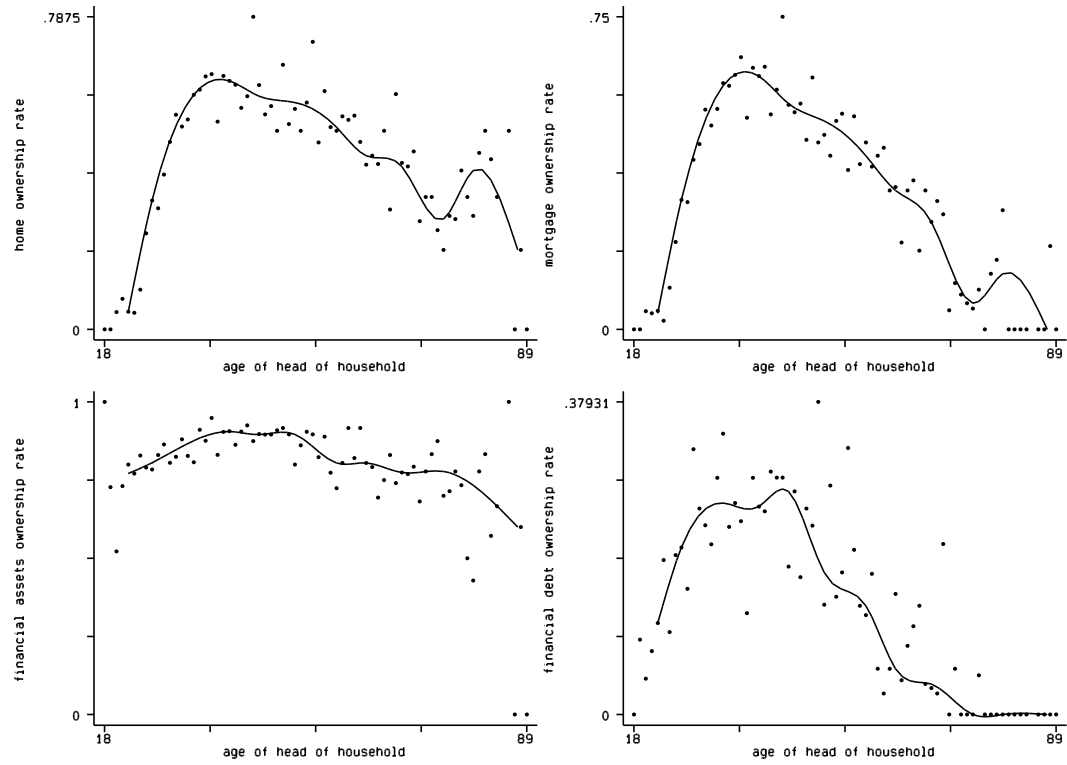 .7875
home ownership rate
0
18
89
age of head of household
.75
mortgage ownership rate
0
18
89
age of head of household
1
financial assets ownership rate
0
18
89
age of head of household
.37931
financial debt ownership rate
0
18
89
age of head of household